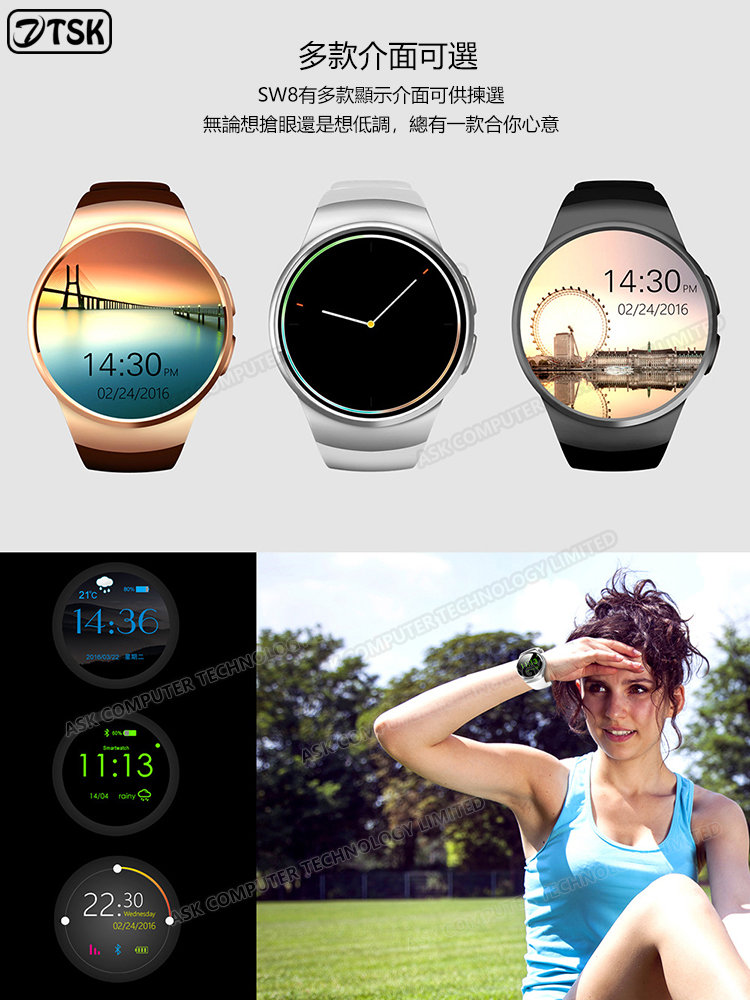 TSK
多款介面可選
SW8有多款顯示介面可供揀選
無論想搶眼還是想低調，總有一款合你心意
14:30 PM
02/24/2016
14:30 PM
02/24/2016
ASK COMPUTER TECHNOLOGY LIMITED
21℃
80%
14:36
2016/03/22 星期二
60%
Smartwatch
11:13
14/04 rainy
22:30
Wednesday
02/24/2016
ASK COMPUTER TECHNOLOGY LIMITED
ASK COMPUTER TECHNOLOGY LIMITED
ASK COMPUTER TECHNOLOGY LIMITED